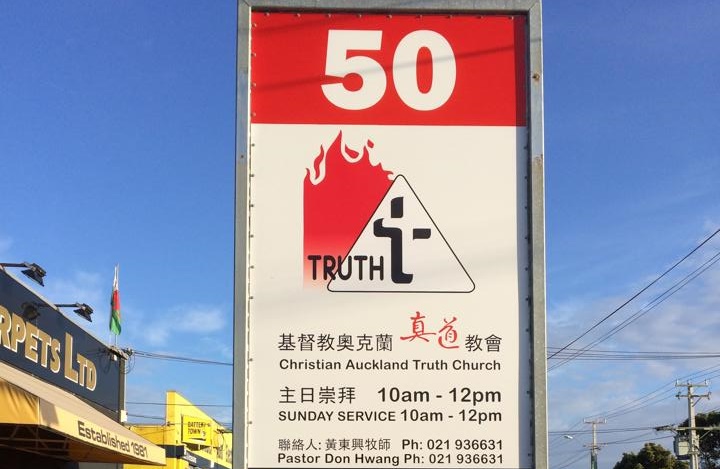 50
TRUTH
基督教奧克蘭真道教會
Christian Auckland Truth Church
主日崇拜 10am - 12pm
SUNDAY SERVICE 10am - 12pm
聯絡人: 黃東興牧師 Ph: 021 936631
Pastor Don Hwang Ph: 021 936631
RPETS LTD
Established 1981
BATTERY
TOWN